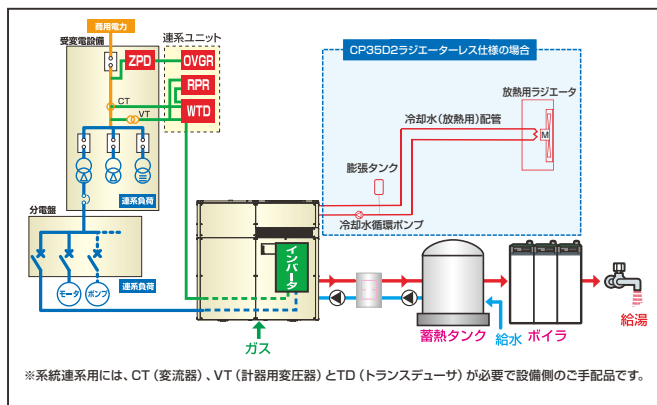 商用電力
受変電設備
連系ユニット
ZPD
OVGR
RPR
CT
VT
WTD
連系負荷
分電盤
モータ
ポンプ
連系負荷
CP35D2ラジエーターレス仕様の場合
放熱用ラジエータ
冷却水(放熱用)配管
M
膨張タンク
冷却水循環ポンプ
インバータ
ガス
蓄熱タンク
給水
ボイラ
給湯
※系統連系用には、CT(変流器)、VT(計器用変圧器)とTD(トランスデューサ)が必要で設備側のご手配品です。